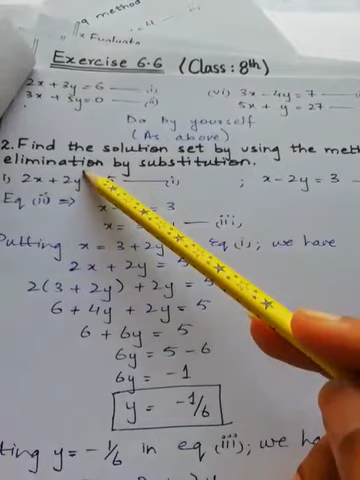 a method
* Evaluate
Exercise 6.6 (Class: 8th)
2x + 3y = 6 — (i) (vi) 3x - 4y = 7
3x + 5y = 0 — (ii) 5x + y = 27
Do by yourself
(As above)
2. Find the solution set by using the
elimination by substitution.
i) 2x + 2y 5 — (i) ; x - 2y = 3
Eq (ii) ⇒ = 3
x = — (iii)
Putting x = 3 + 2y Eq (i), we have
2x + 2y = 5
2(3 + 2y) + 2y = 5
6 + 4y + 2y = 5
6 + 6y = 5
6y = 5 - 6
6y = -1
y = -1/6
y = -1/6 in eq (iii); we